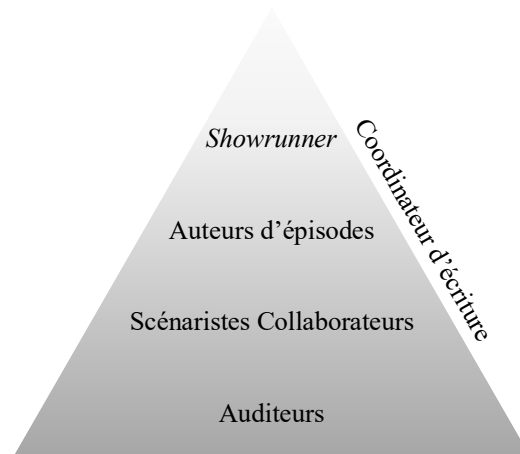 Showrunner
Auteurs d’épisodes
Scénaristes Collaborateurs
Auditeurs
Coordinateur d’écriture